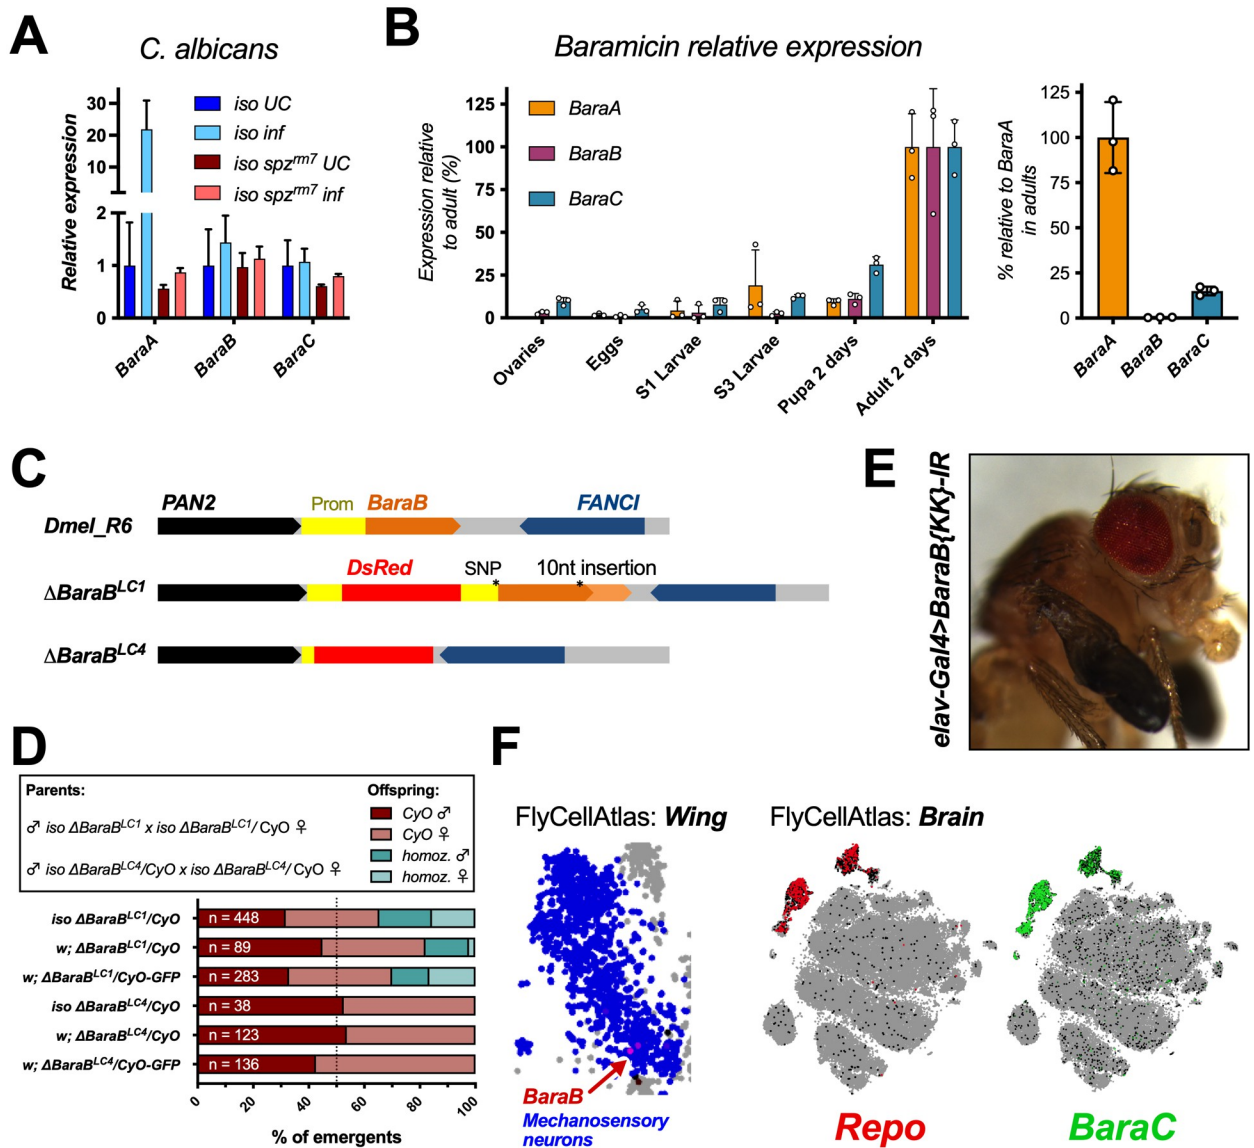 A
C. albicans
Relative expression
30
20
10
2
1
0
iso UC
iso inf
iso spzrm7 UC
iso spzrm7 inf
BaraA
BaraB
BaraC
B
Baramicin relative expression
Expression relative
to adult (%)
125
100
75
50
25
0
BaraA
BaraB
BaraC
Ovaries
Eggs
S1 Larvae
S3 Larvae
Pupa 2 days
Adult 2 days
% relative to BaraA
in adults
125
100
75
50
25
0
BaraA
BaraB
BaraC
C
PAN2
Prom
BaraB
FANCI
Dmel_R6
DsRed
SNP
10nt insertion
* *
ΔBaraBLC1
ΔBaraBLC4
D
Parents:
♂ iso ΔBaraBLC1 x iso ΔBaraBLC1/ CyO ♀
♂ iso ΔBaraBLC4/CyO x iso ΔBaraBLC4/ CyO ♀
Offspring:
CyO ♂
CyO ♀
homoz. ♂
homoz. ♀
iso ΔBaraBLC1/CyO
n = 448
w; ΔBaraBLC1/CyO
n = 89
w; ΔBaraBLC1/CyO-GFP
n = 283
iso ΔBaraBLC4/CyO
n = 38
w; ΔBaraBLC4/CyO
n = 123
w; ΔBaraBLC4/CyO-GFP
n = 136
0
20
40
60
80
100
% of emergents
E
elav-Gal4>BaraB{KK}-IR
F
FlyCellAtlas: Wing
BaraB
Mechanosensory
neurons
FlyCellAtlas: Brain
Repo
BaraC